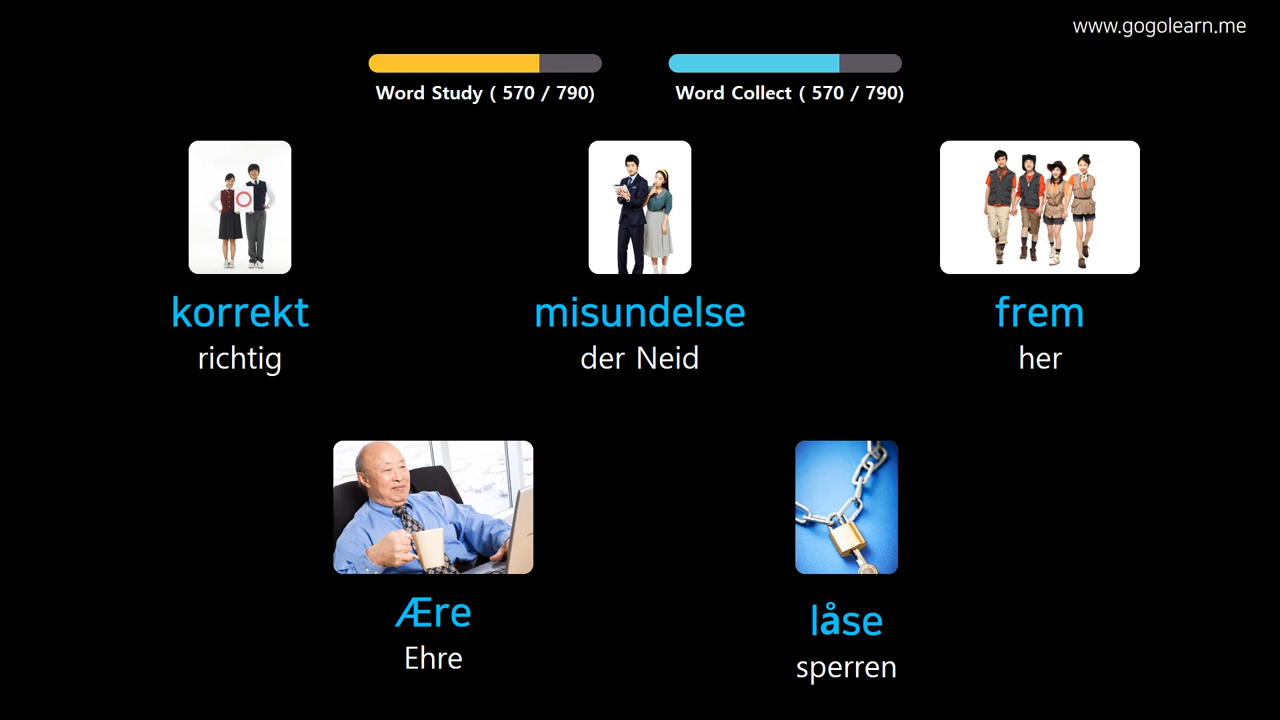 www.gogolearn.me
Word Study ( 570 / 790)
Word Collect ( 570 / 790)
korrekt
richtig
misundelse
der Neid
frem
her
Ære
Ehre
låse
sperren